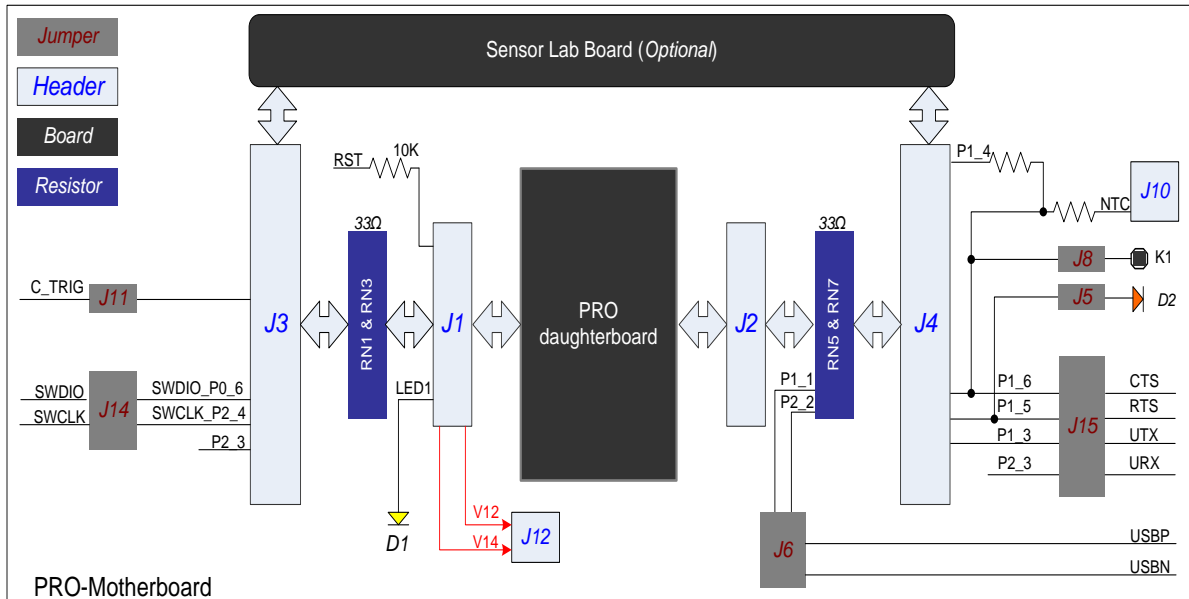 Jumper
Header
Board
Resistor
Sensor Lab Board (Optional)
RST
10K
P1_4
NTC
J10
33Ω
33Ω
J8
K1
J5
D2
C_TRIG
J11
J3
RN1 & RN3
J1
PRO
daughterboard
J2
RN5 & RN7
J4
SWDIO
SWCLK
J14
SWDIO_P0_6
SWCLK_P2_4
P2_3
LED1
P1_1
P2_2
P1_6
P1_5
P1_3
P2_3
J15
CTS
RTS
UTX
URX
D1
V12
V14
J12
J6
USBP
USBN
PRO-Motherboard